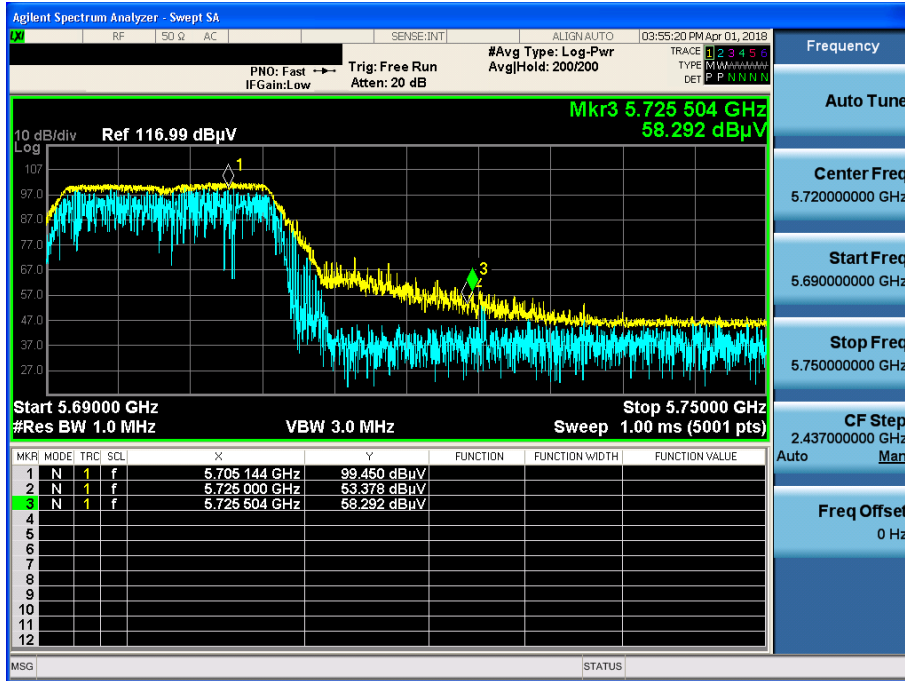 Agilent Spectrum Analyzer - Swept SA
LXI RF 50 Ω AC SENSE:INT ALIGN AUTO 03:55:20 PM Apr 01, 2018
PNO: Fast Trig: Free Run #Avg Type: Log-Pwr TRACE 1 2 3 4 5 6
IFGain:Low Atten: 20 dB Avg|Hold: 200/200 TYPE M W
DET P P N N N N
Mkr3 5.725 504 GHz
58.292 dBµV
10 dB/div Ref 116.99 dBµV
Log
107
97.0
87.0
77.0
67.0
57.0
47.0
37.0
27.0
1
3
2
Start 5.69000 GHz Stop 5.75000 GHz
#Res BW 1.0 MHz VBW 3.0 MHz Sweep 1.00 ms (5001 pts)
MKR MODE TRC SCL X Y FUNCTION FUNCTION WIDTH FUNCTION VALUE
1 N 1 f 5.705 144 GHz 99.450 dBµV
2 N 1 f 5.725 000 GHz 53.378 dBµV
3 N 1 f 5.725 504 GHz 58.292 dBµV
4
5
6
7
8
9
10
11
12
MSG STATUS
Frequency
Auto Tune
Center Freq
5.720000000 GHz
Start Freq
5.690000000 GHz
Stop Freq
5.750000000 GHz
CF Step
2.437000000 GHz
Auto Man
Freq Offset
0 Hz